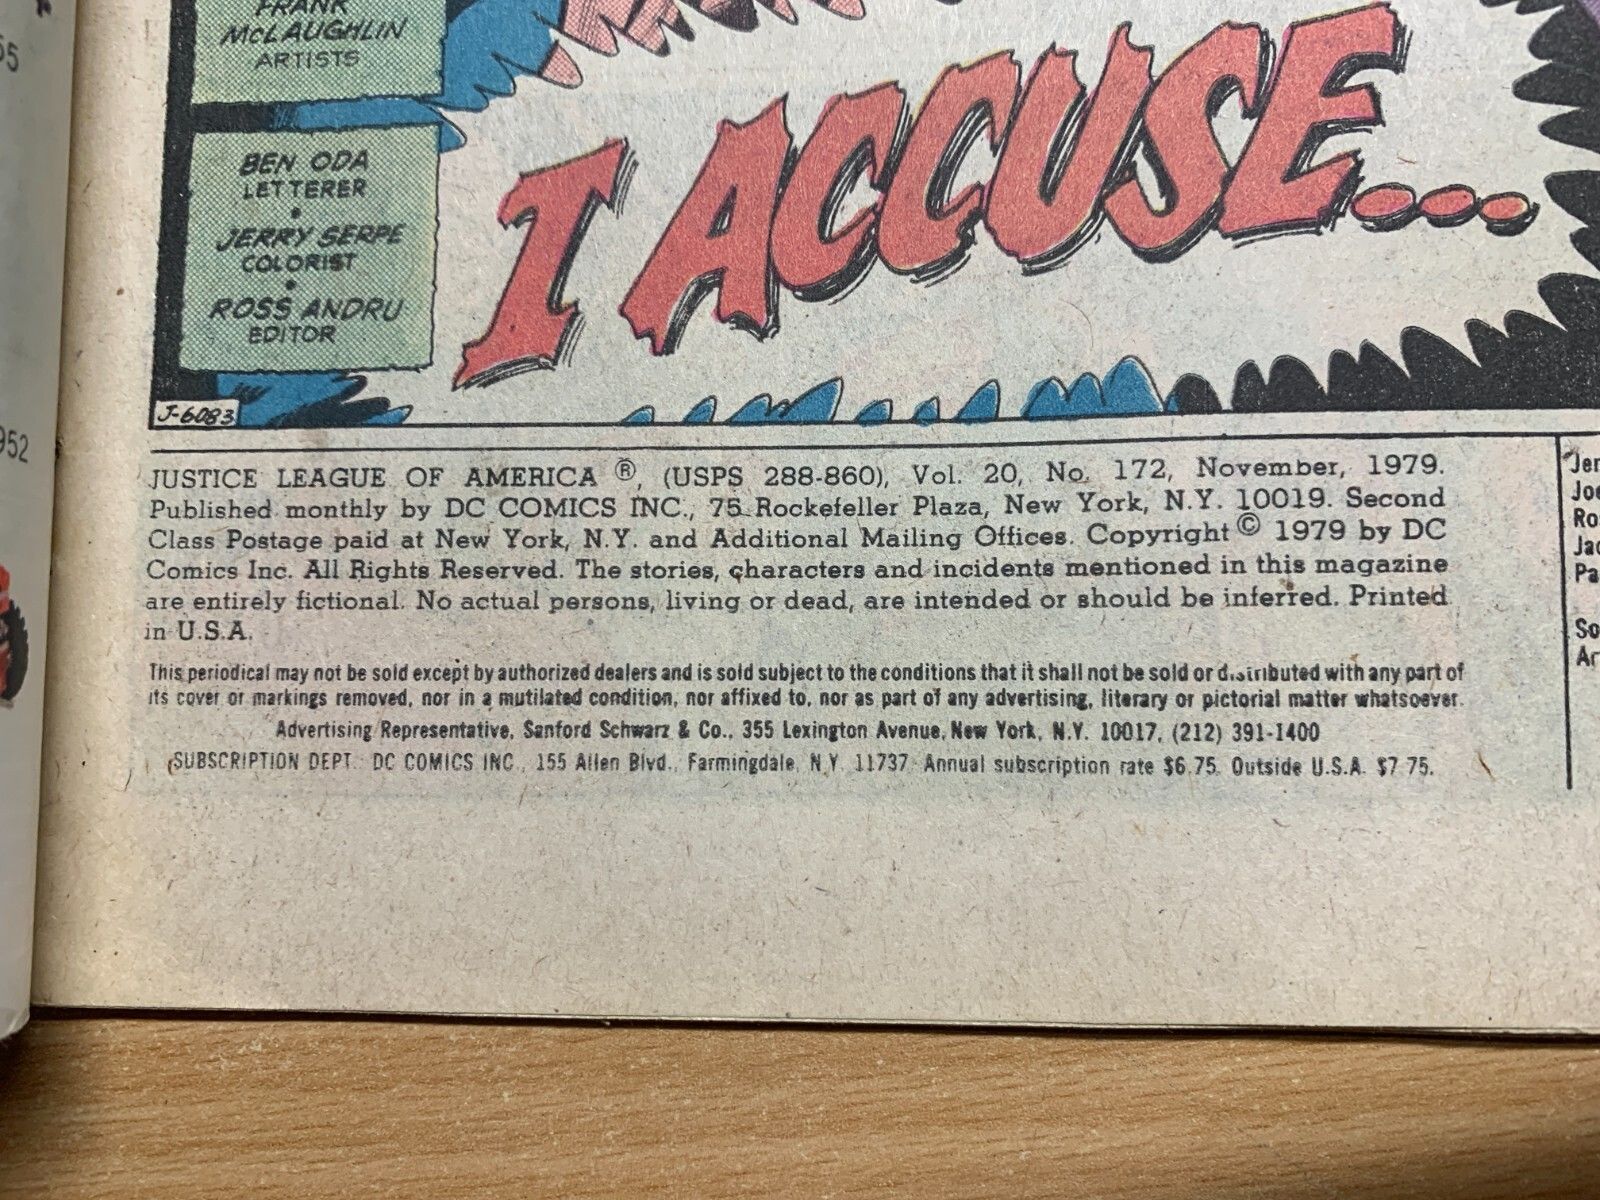 FRANK
McLAUGHLIN
ARTISTS
BEN ODA
LETTERER
JERRY SERPE
COLORIST
ROSS ANDRU
EDITOR
I ACCUSE...
J-6083
952
JUSTICE LEAGUE OF AMERICA ®, (USPS 288-860), Vol. 20, No. 172, November, 1979.
Published monthly by DC COMICS INC., 75 Rockefeller Plaza, New York, N.Y. 10019. Second
Class Postage paid at New York, N.Y. and Additional Mailing Offices. Copyright © 1979 by DC
Comics Inc. All Rights Reserved. The stories, characters and incidents mentioned in this magazine
are entirely fictional. No actual persons, living or dead, are intended or should be inferred. Printed
in U.S.A.
This periodical may not be sold except by authorized dealers and is sold subject to the conditions that it shall not be sold or distributed with any part of
its cover or markings removed, nor in a mutilated condition, nor affixed to, nor as part of any advertising, literary or pictorial matter whatsoever.
Advertising Representative, Sanford Schwarz & Co., 355 Lexington Avenue, New York, N.Y. 10017, (212) 391-1400
SUBSCRIPTION DEPT. DC COMICS INC., 155 Allen Blvd., Farmingdale, N.Y. 11737. Annual subscription rate $6.75. Outside U.S.A. $7.75.